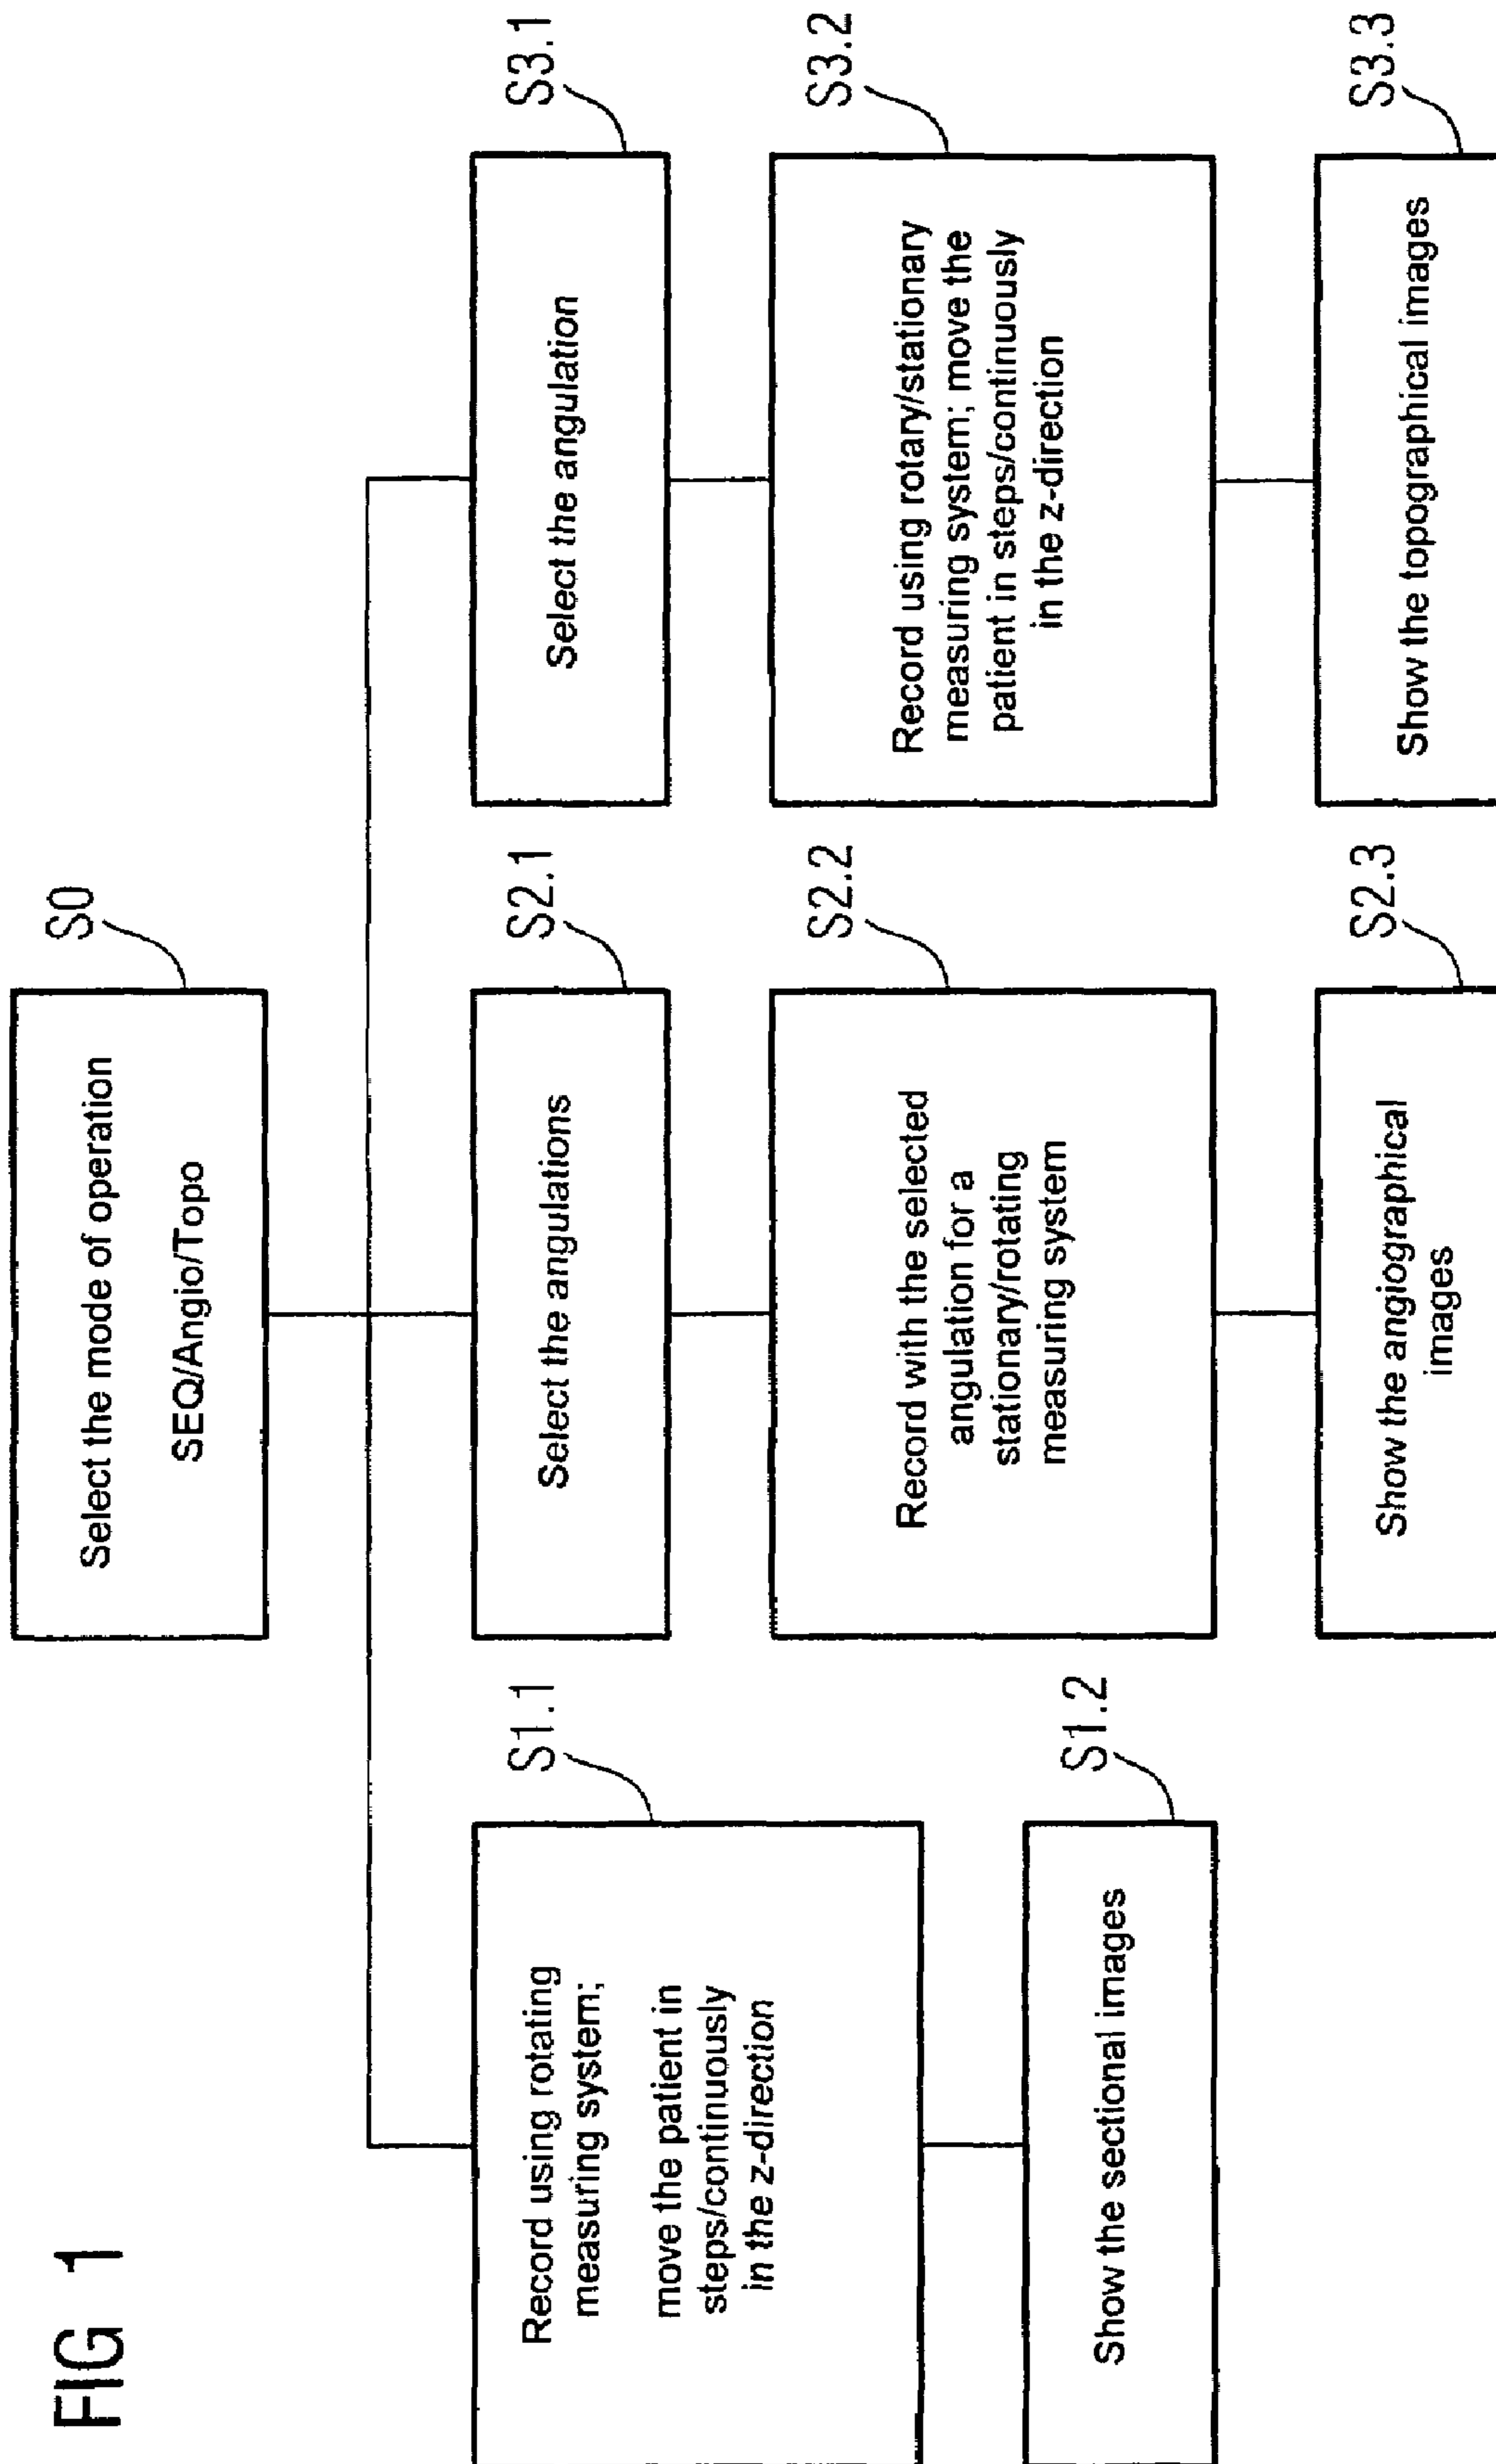 FIG 1
S0
Select the mode of operation
SEQ/Angio/Topo
S1.1
Record using rotating
measuring system;
move the patient in
steps/continuously
in the z-direction
S1.2
Show the sectional images
S2.1
Select the angulations
S2.2
Record with the selected
angulation for a
stationary/rotating
measuring system
S2.3
Show the angiographical
images
S3.1
Select the angulation
S3.2
Record using rotary/stationary
measuring system; move the
patient in steps/continuously
in the z-direction
S3.3
Show the topographical images